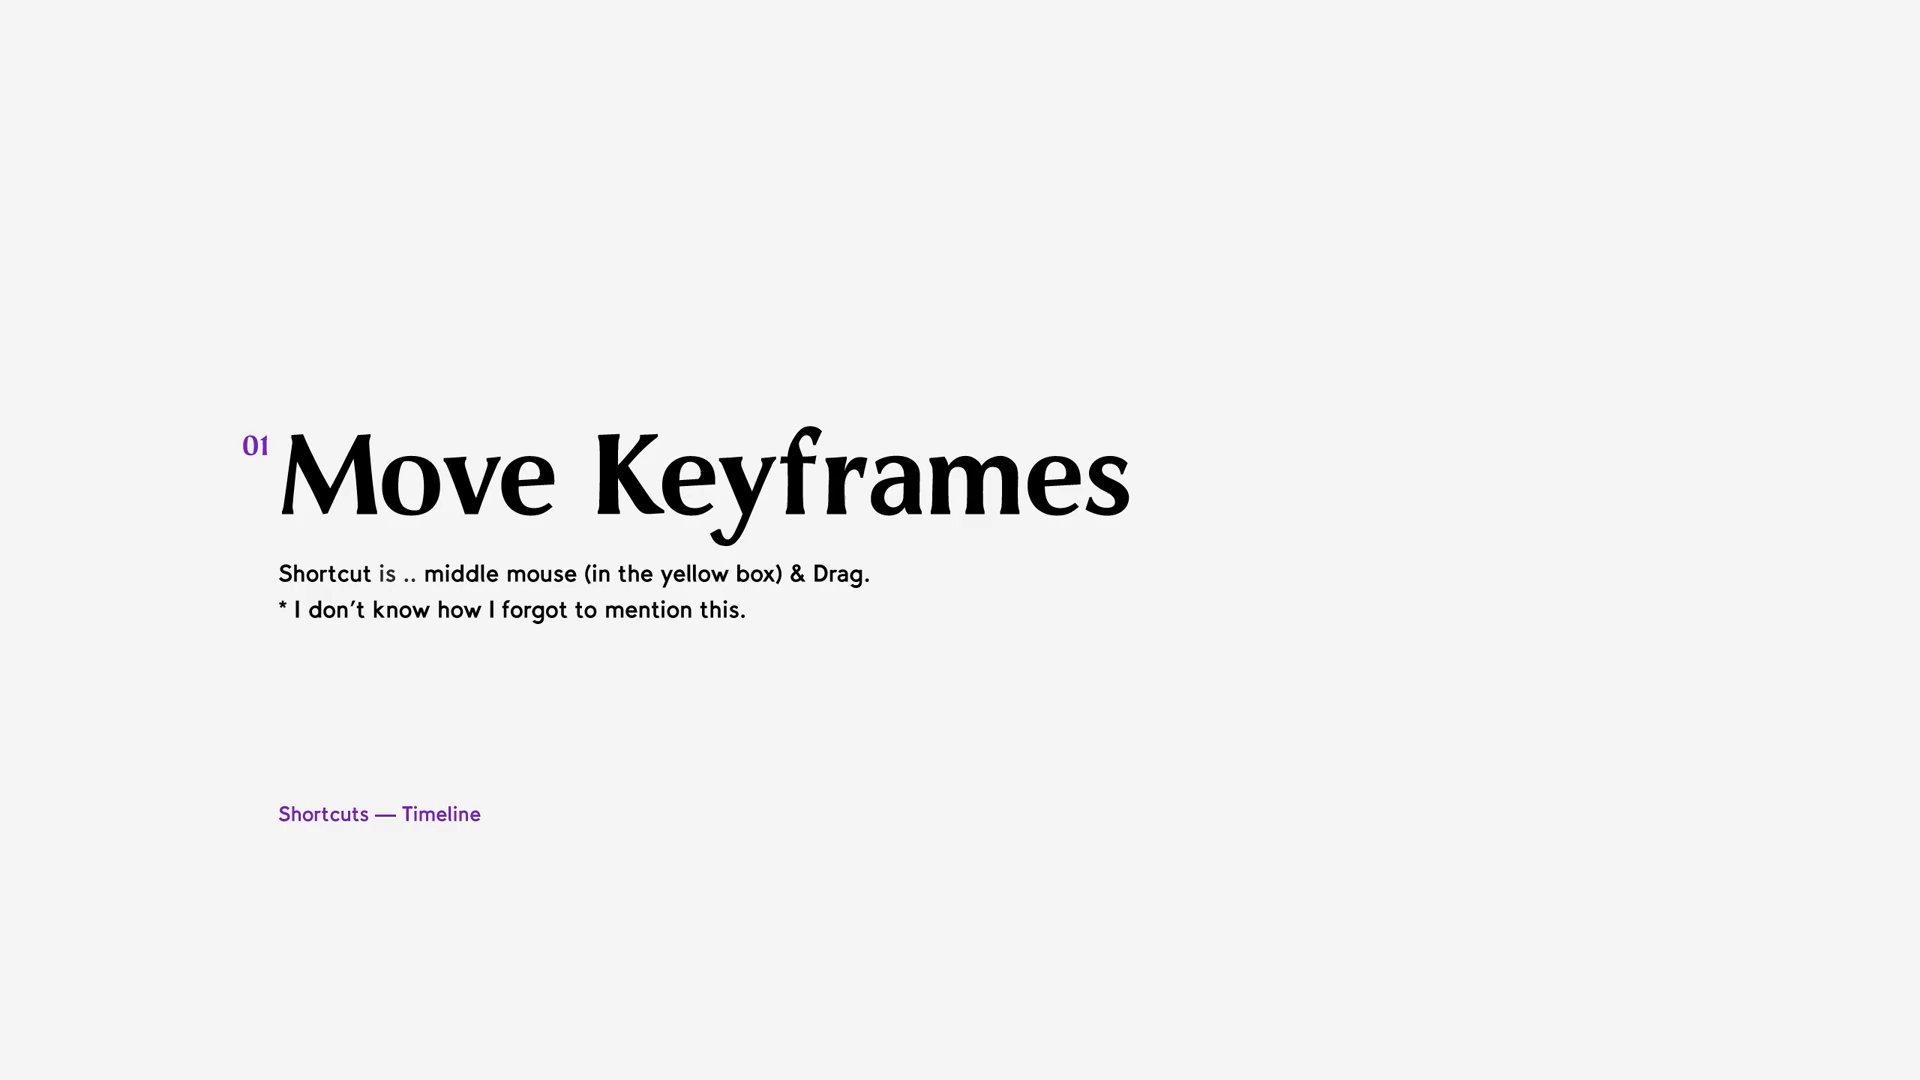 01
Move Keyframes
Shortcut is .. middle mouse (in the yellow box) & Drag.
* I don’t know how I forgot to mention this.
Shortcuts — Timeline